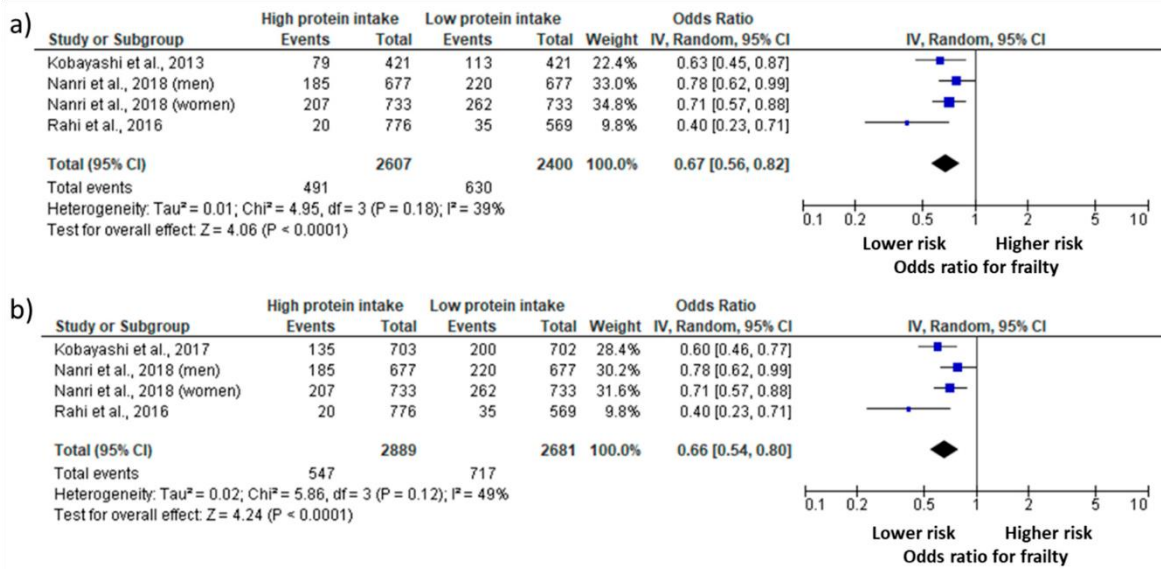 a)
High protein intake Low protein intake Odds Ratio Odds Ratio
Study or Subgroup Events Total Events Total Weight IV, Random, 95% CI IV, Random, 95% CI
Kobayashi et al., 2013 79 421 113 421 22.4% 0.63 [0.45, 0.87]
Nanri et al., 2018 (men) 185 677 220 677 33.0% 0.78 [0.62, 0.99]
Nanri et al., 2018 (women) 207 733 262 733 34.8% 0.71 [0.57, 0.88]
Rahi et al., 2016 20 776 35 569 9.8% 0.40 [0.23, 0.71]
Total (95% CI) 2607 2400 100.0% 0.67 [0.56, 0.82]
Total events 491 630
Heterogeneity: Tau² = 0.01; Chi² = 4.95, df = 3 (P = 0.18); I² = 39%
Test for overall effect: Z = 4.06 (P < 0.0001)
0.1 0.2 0.5 1 2 5 10
Lower risk Higher risk
Odds ratio for frailty
b)
High protein intake Low protein intake Odds Ratio Odds Ratio
Study or Subgroup Events Total Events Total Weight IV, Random, 95% CI IV, Random, 95% CI
Kobayashi et al., 2017 135 703 200 702 28.4% 0.60 [0.46, 0.77]
Nanri et al., 2018 (men) 185 677 220 677 30.2% 0.78 [0.62, 0.99]
Nanri et al., 2018 (women) 207 733 262 733 31.6% 0.71 [0.57, 0.88]
Rahi et al., 2016 20 776 35 569 9.8% 0.40 [0.23, 0.71]
Total (95% CI) 2889 2681 100.0% 0.66 [0.54, 0.80]
Total events 547 717
Heterogeneity: Tau² = 0.02; Chi² = 5.86, df = 3 (P = 0.12); I² = 49%
Test for overall effect: Z = 4.24 (P < 0.0001)
0.1 0.2 0.5 1 2 5 10
Lower risk Higher risk
Odds ratio for frailty